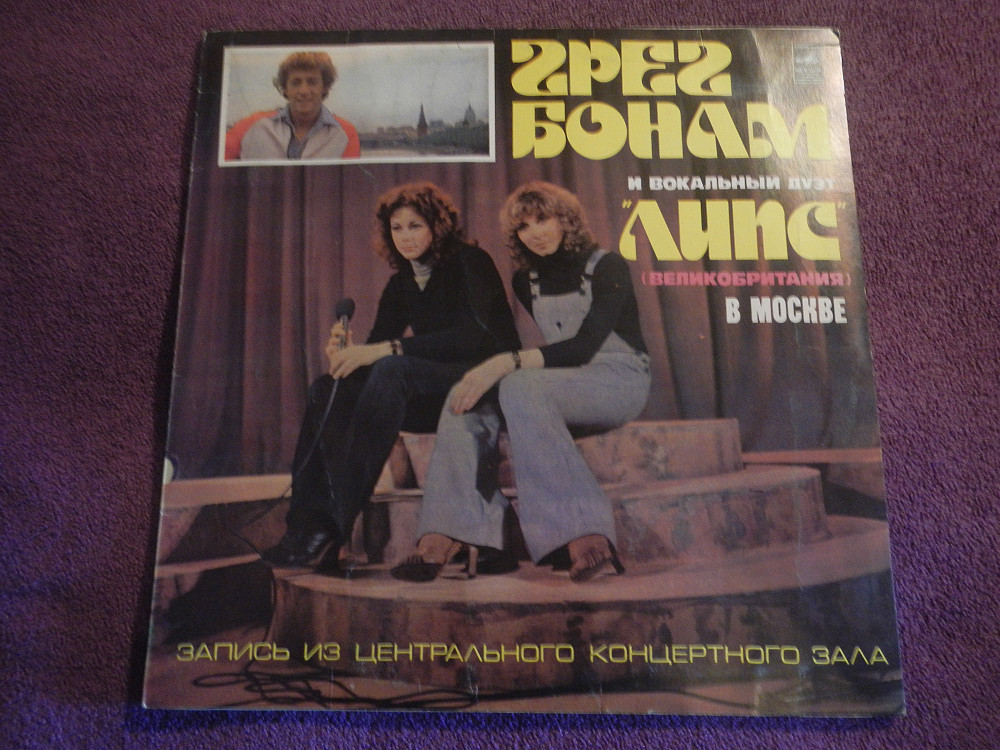 ГРЕГ
БОНАМ
И ВОКАЛЬНЫЙ ДУЭТ
"ЛИПС"
(ВЕЛИКОБРИТАНИЯ)
В МОСКВЕ
ЗАПИСЬ ИЗ ЦЕНТРАЛЬНОГО КОНЦЕРТНОГО ЗАЛА